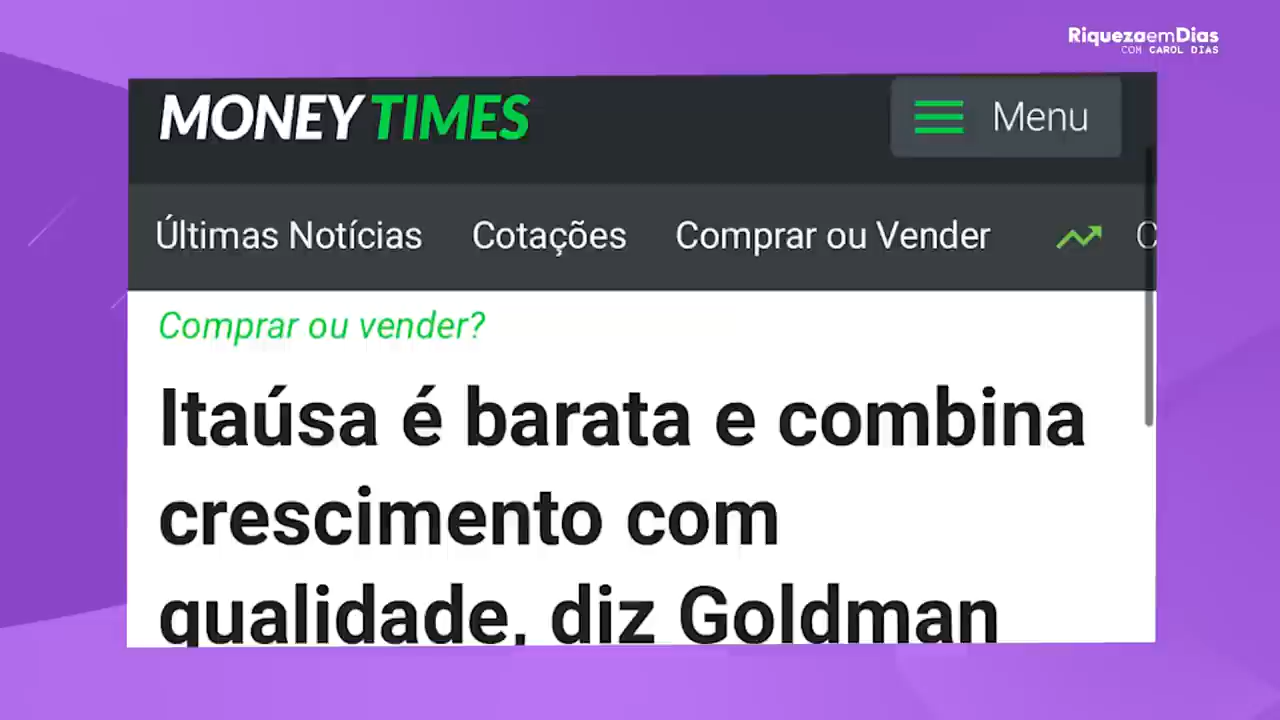 RiquezaemDias
COM CAROL DIAS
MONEY TIMES
Menu
Últimas Notícias
Cotações
Comprar ou Vender
Comprar ou vender?
Itaúsa é barata e combina
crescimento com
qualidade, diz Goldman